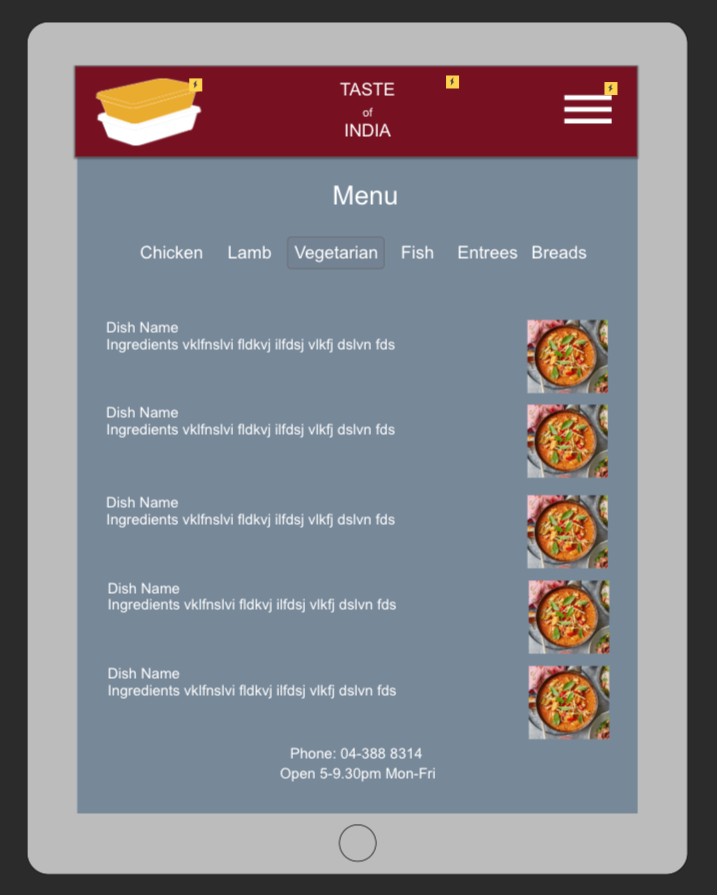 TASTE
of
INDIA
Menu
Chicken Lamb Vegetarian Fish Entrees Breads
Dish Name
Ingredients vklfnslvi fldkvj ilfdsj vlkfj dslvn fds
Dish Name
Ingredients vklfnslvi fldkvj ilfdsj vlkfj dslvn fds
Dish Name
Ingredients vklfnslvi fldkvj ilfdsj vlkfj dslvn fds
Dish Name
Ingredients vklfnslvi fldkvj ilfdsj vlkfj dslvn fds
Dish Name
Ingredients vklfnslvi fldkvj ilfdsj vlkfj dslvn fds
Phone: 04-388 8314
Open 5-9.30pm Mon-Fri